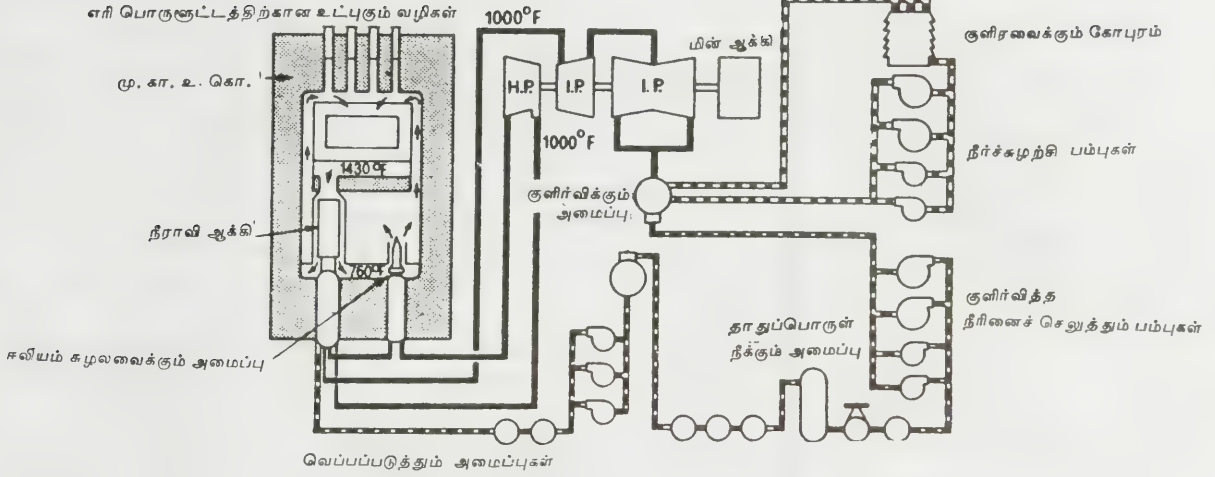 எரி பொருளூட்டத்திற்கான உட்புகும் வழிகள்
1000°F
மின் ஆக்கி
குளிரவைக்கும் கோபுரம்
மு. கா. உ. கொ.
H.P.
I.P.
I.P.
1000°F
நீர்ச்சுழற்சி பம்புகள்
1430°F
குளிர்விக்கும்
அமைப்பு
நீராவி ஆக்கி
760°F
குளிர்வித்த
நீரினைச் செலுத்தும் பம்புகள்
தாதுப்பொருள்
நீக்கும் அமைப்பு
ஈலியம் சுழலவைக்கும் அமைப்பு
வெப்பப்படுத்தும் அமைப்புகள்